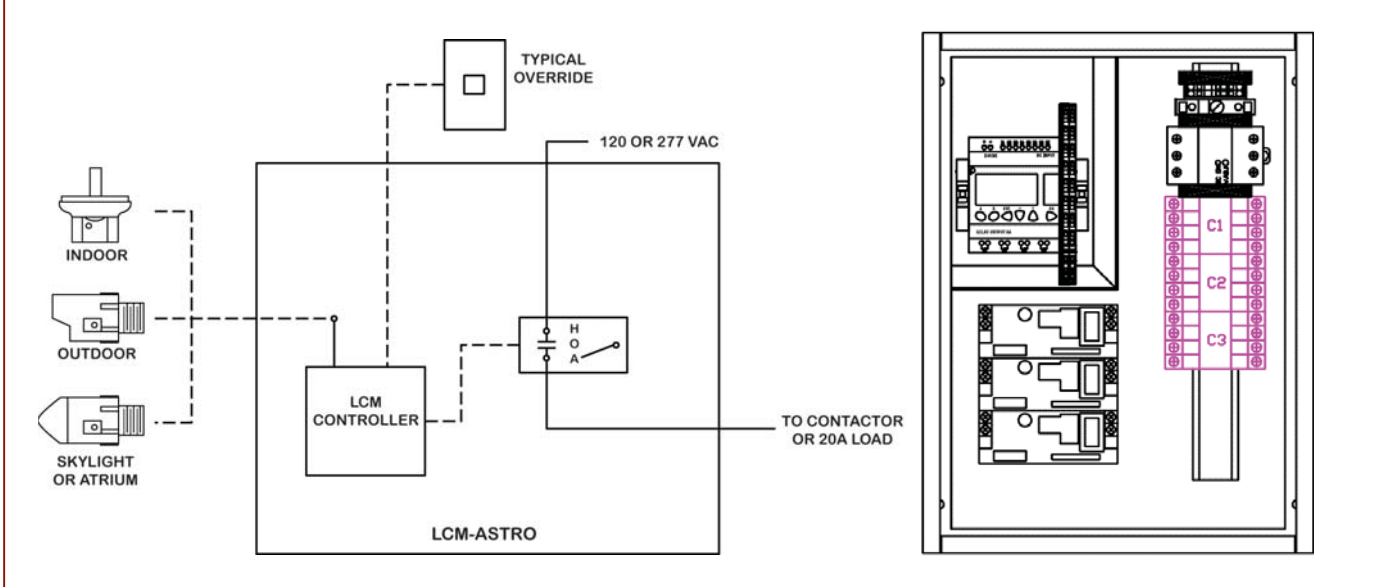 TYPICAL
OVERRIDE
120 OR 277 VAC
INDOOR
OUTDOOR
SKYLIGHT
OR ATRIUM
H
O
A
LCM
CONTROLLER
TO CONTACTOR
OR 20A LOAD
LCM-ASTRO
C1
C2
C3